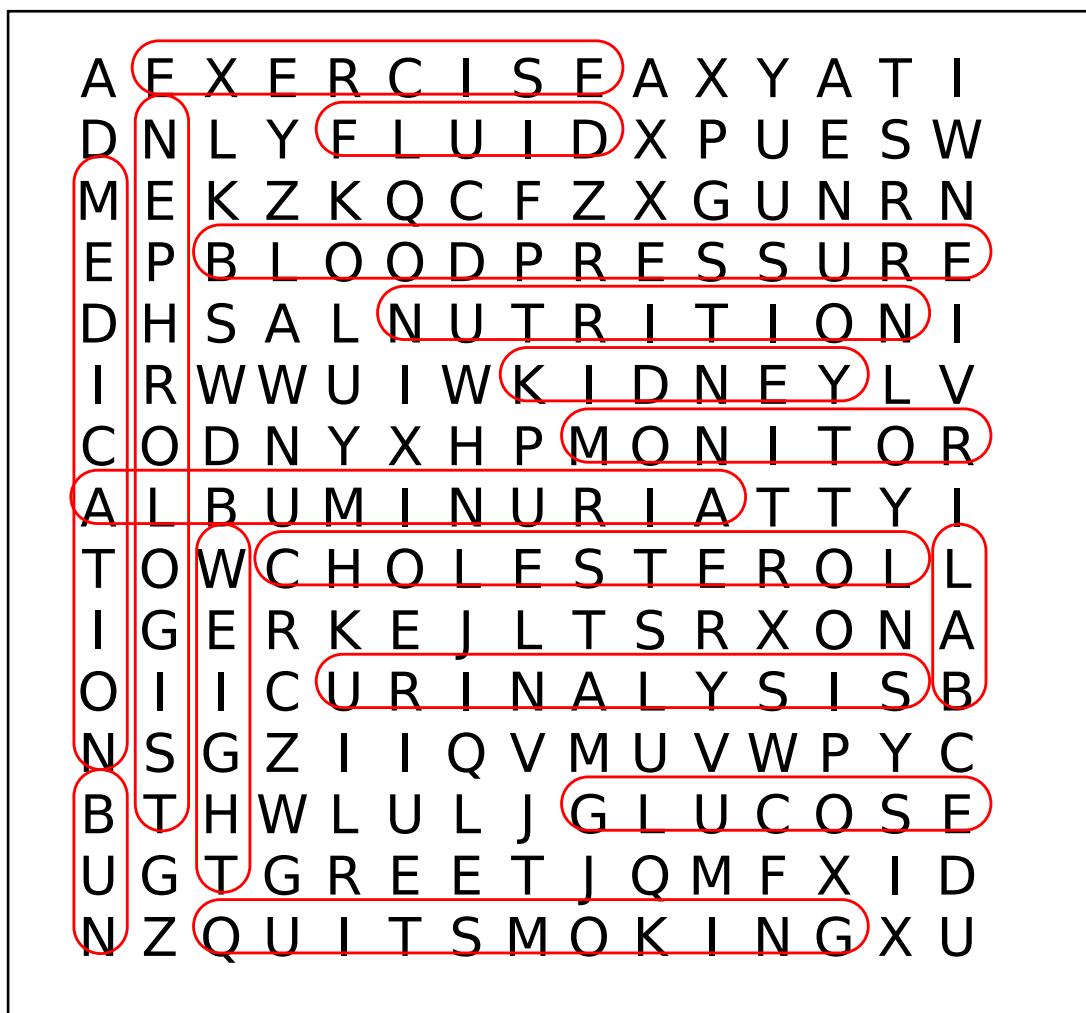 A E X E R C I S E A X Y A T I
D N L Y F L U I D X P U E S W
M E K Z K Q C F Z X G U N R N
E P B L O O D P R E S S U R E
D H S A L N U T R I T I O N I
I R W W U I W K I D N E Y L V
C O D N Y X H P M O N I T O R
A L B U M I N U R I A T T Y I
T O W C H O L E S T E R O L L
I G E R K E J L T S R X O N A
O I I C U R I N A L Y S I S B
N S G Z I I Q V M U V W P Y C
B T H W L U L J G L U C O S E
U G T G R E E T J Q M F X I D
N Z Q U I T S M O K I N G X U